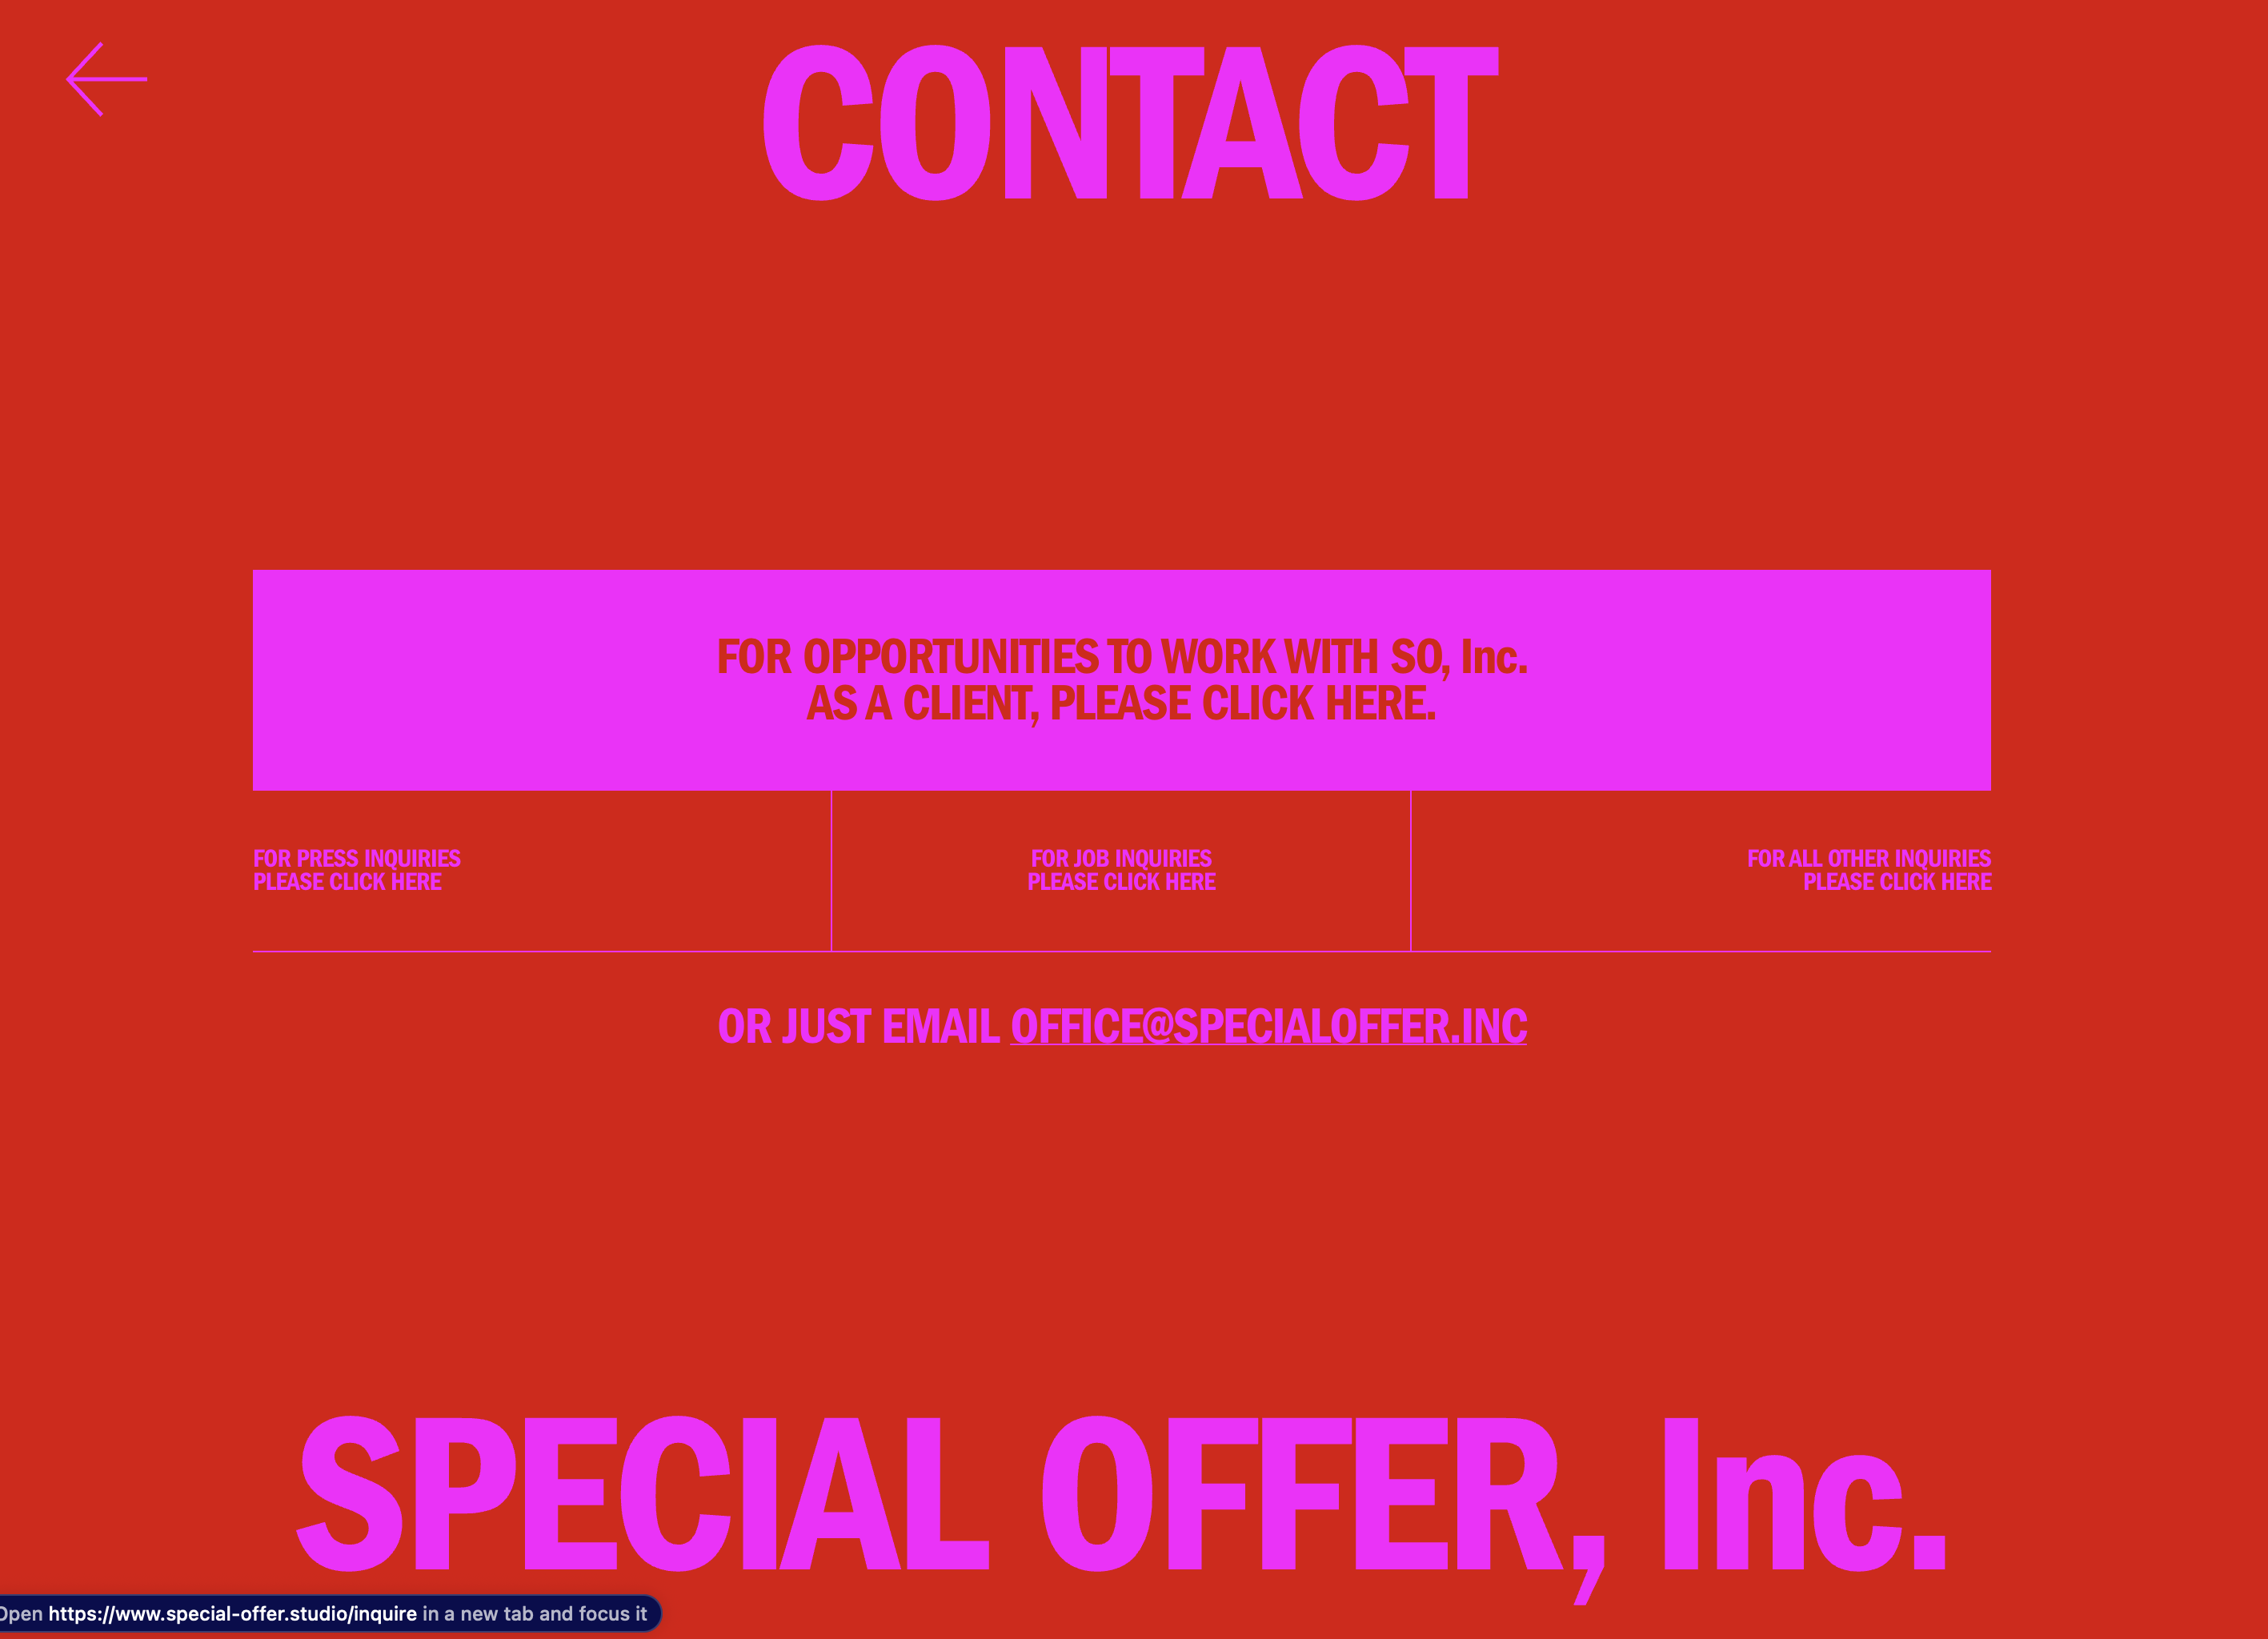 CONTACT
FOR OPPORTUNITIES TO WORK WITH SO, Inc.
AS A CLIENT, PLEASE CLICK HERE.
FOR PRESS INQUIRIES
PLEASE CLICK HERE
FOR JOB INQUIRIES
PLEASE CLICK HERE
FOR ALL OTHER INQUIRIES
PLEASE CLICK HERE
OR JUST EMAIL OFFICE@SPECIALOFFER.INC
SPECIAL OFFER, Inc.
Open https://www.special-offer.studio/inquire in a new tab and focus it